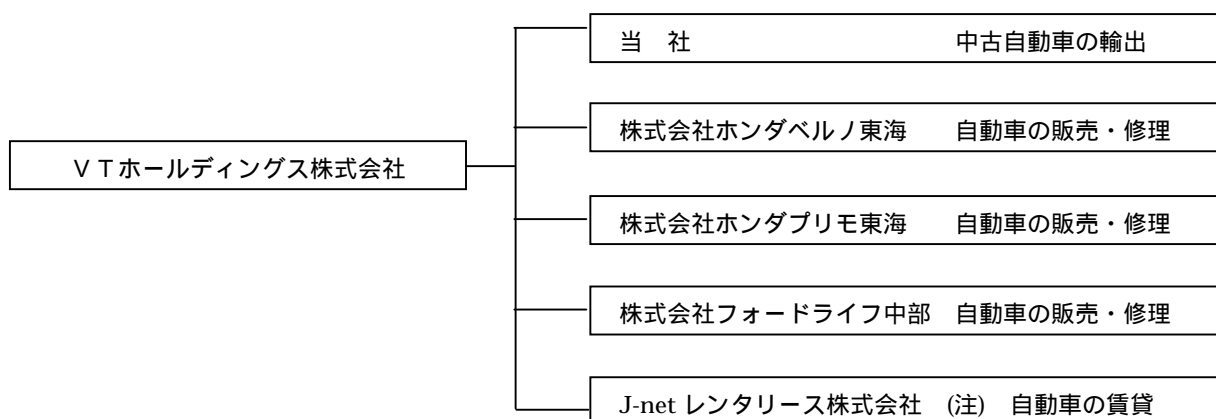 当　社　　　　　　　　　　　中古自動車の輸出
株式会社ホンダベルノ東海　　自動車の販売・修理
ＶＴホールディングス株式会社
株式会社ホンダプリモ東海　　自動車の販売・修理
株式会社フォードライフ中部　自動車の販売・修理
J-net レンタリース株式会社　(注)　自動車の賃貸